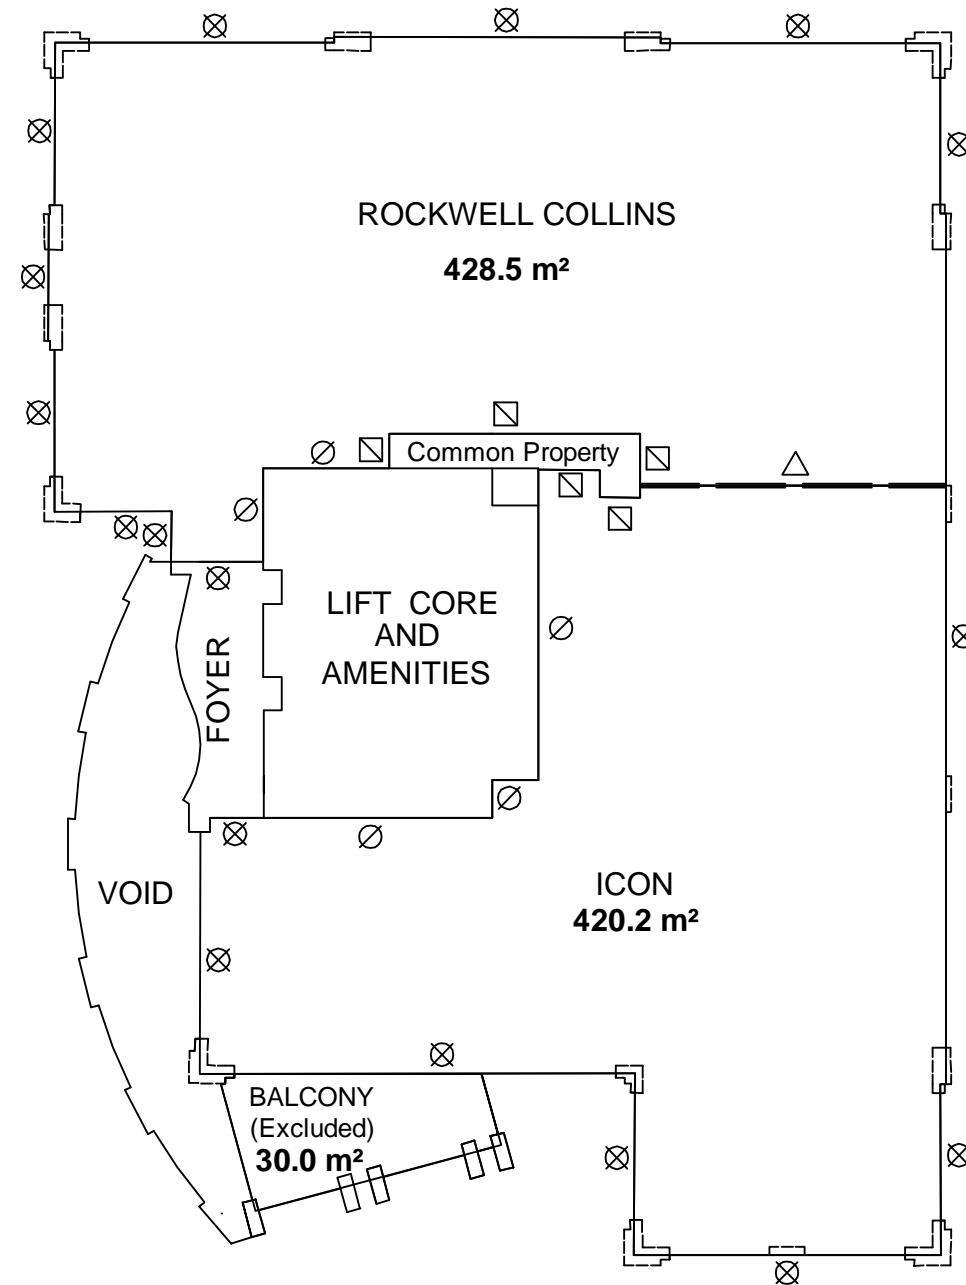 ROCKWELL COLLINS
428.5 m²
Common Property
LIFT CORE
AND
AMENITIES
FOYER
VOID
ICON
420.2 m²
BALCONY
(Excluded)
30.0 m²